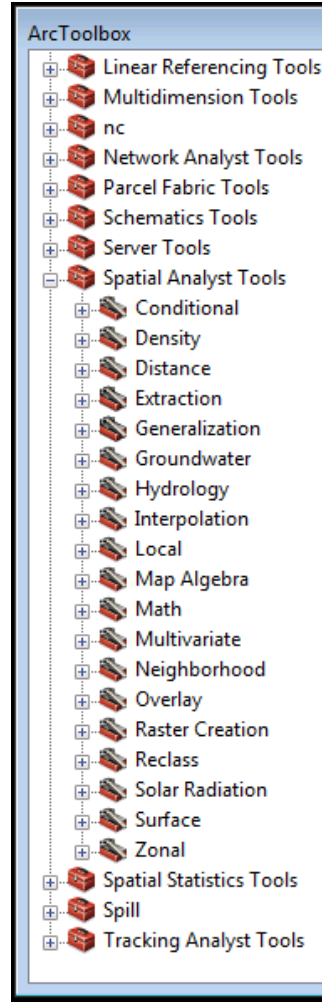 ArcToolbox
Linear Referencing Tools
Multidimension Tools
nc
Network Analyst Tools
Parcel Fabric Tools
Schematics Tools
Server Tools
Spatial Analyst Tools
Conditional
Density
Distance
Extraction
Generalization
Groundwater
Hydrology
Interpolation
Local
Map Algebra
Math
Multivariate
Neighborhood
Overlay
Raster Creation
Reclass
Solar Radiation
Surface
Zonal
Spatial Statistics Tools
Spill
Tracking Analyst Tools